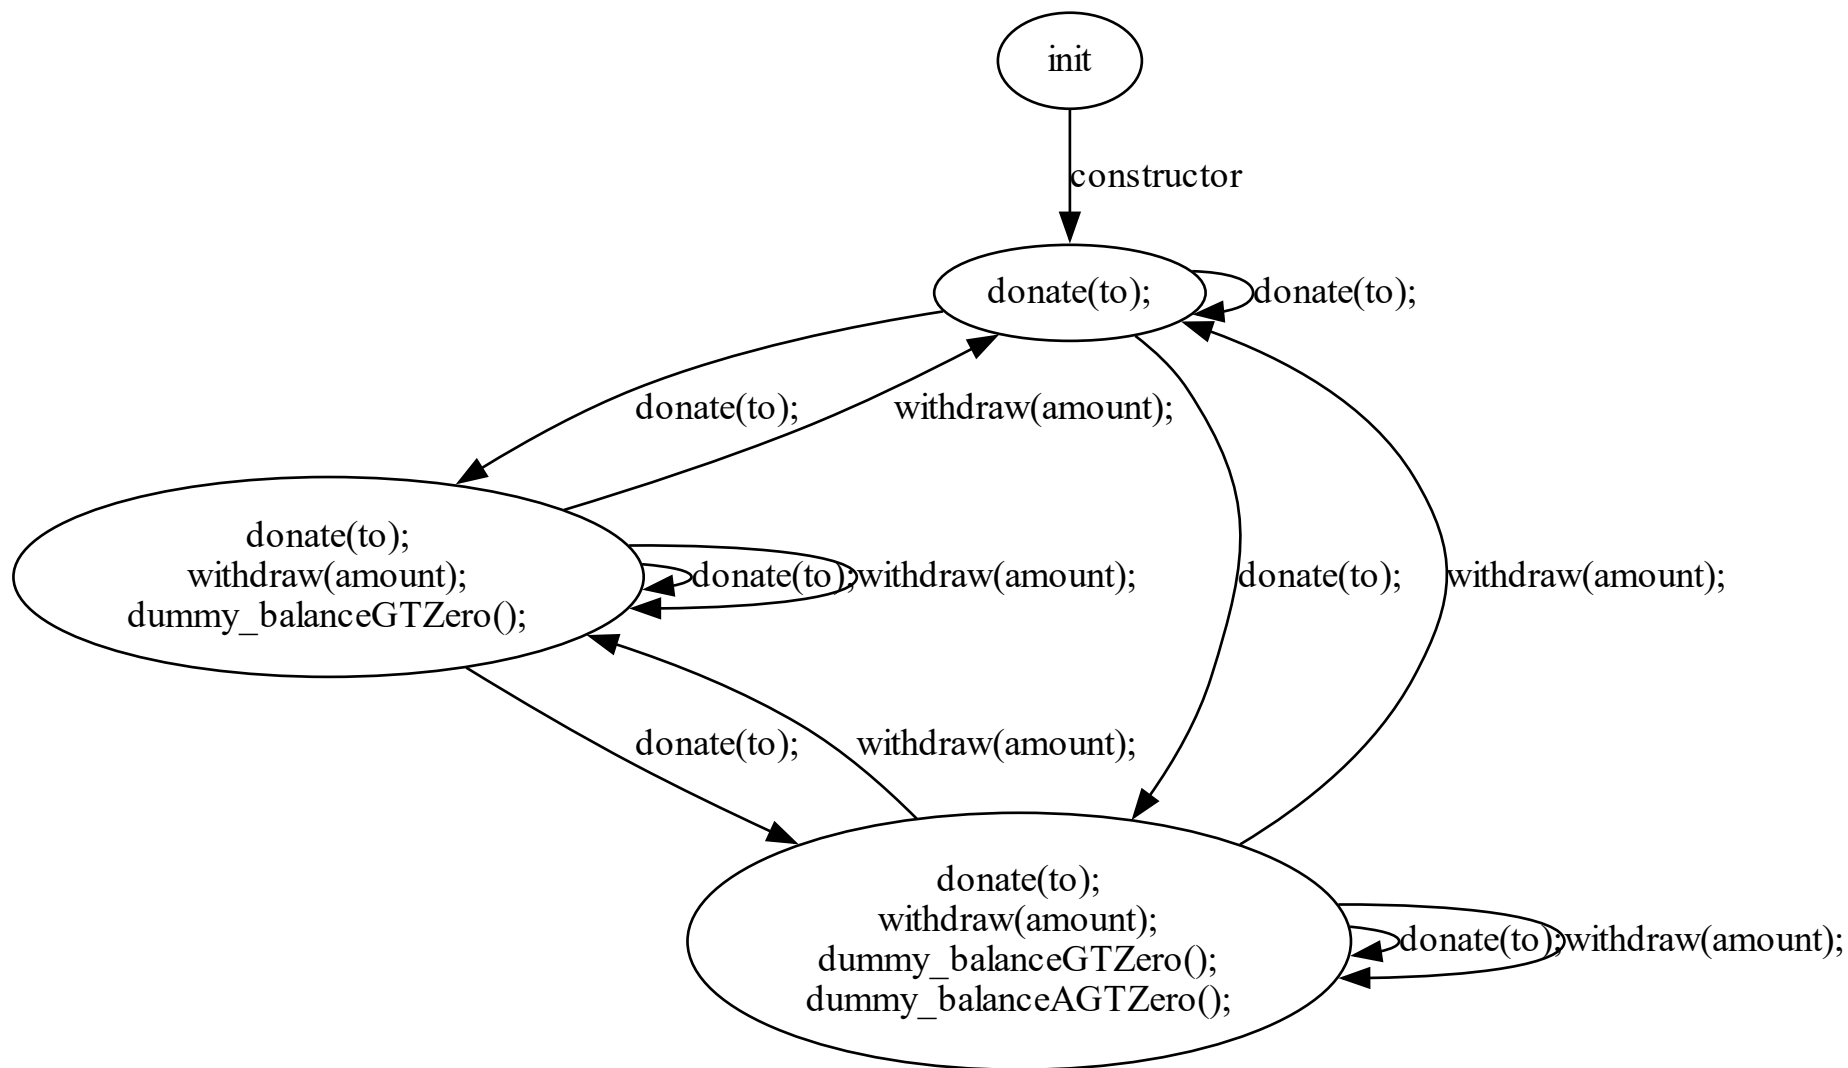 init
constructor
donate(to);
donate(to);
donate(to);
withdraw(amount);
donate(to);
withdraw(amount);
dummy_balanceGTZero();
donate(to);
withdraw(amount);
donate(to);
withdraw(amount);
donate(to);
withdraw(amount);
donate(to);
withdraw(amount);
dummy_balanceGTZero();
dummy_balanceAGTZero();
donate(to);
withdraw(amount);